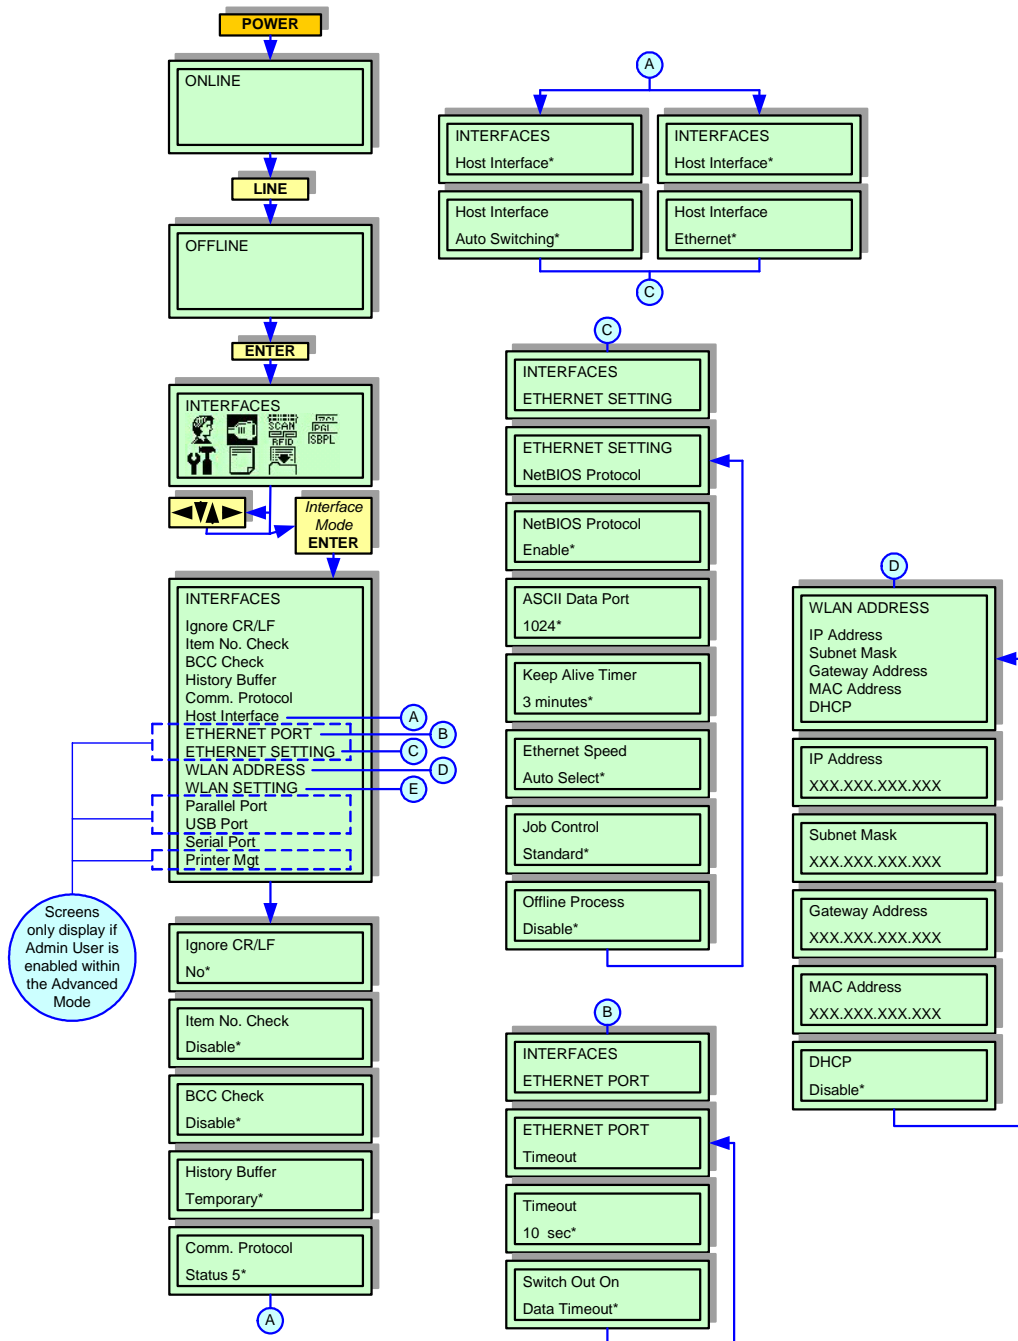 POWER
ONLINE
LINE
OFFLINE
ENTER
INTERFACES
SCAN
RFID
PGL
SBPL
Interface
Mode
ENTER
INTERFACES
Ignore CR/LF
Item No. Check
BCC Check
History Buffer
Comm. Protocol
Host Interface
A
ETHERNET PORT
B
ETHERNET SETTING
C
WLAN ADDRESS
D
WLAN SETTING
E
Parallel Port
USB Port
Serial Port
Printer Mgt
Screens
only display if
Admin User is
enabled within
the Advanced
Mode
Ignore CR/LF
No*
Item No. Check
Disable*
BCC Check
Disable*
History Buffer
Temporary*
Comm. Protocol
Status 5*
A
A
INTERFACES
Host Interface*
Host Interface
Auto Switching*
INTERFACES
Host Interface*
Host Interface
Ethernet*
C
C
INTERFACES
ETHERNET SETTING
ETHERNET SETTING
NetBIOS Protocol
NetBIOS Protocol
Enable*
ASCII Data Port
1024*
Keep Alive Timer
3 minutes*
Ethernet Speed
Auto Select*
Job Control
Standard*
Offline Process
Disable*
B
INTERFACES
ETHERNET PORT
ETHERNET PORT
Timeout
Timeout
10 sec*
Switch Out On
Data Timeout*
D
WLAN ADDRESS
IP Address
Subnet Mask
Gateway Address
MAC Address
DHCP
IP Address
XXX.XXX.XXX.XXX
Subnet Mask
XXX.XXX.XXX.XXX
Gateway Address
XXX.XXX.XXX.XXX
MAC Address
XXX.XXX.XXX.XXX
DHCP
Disable*